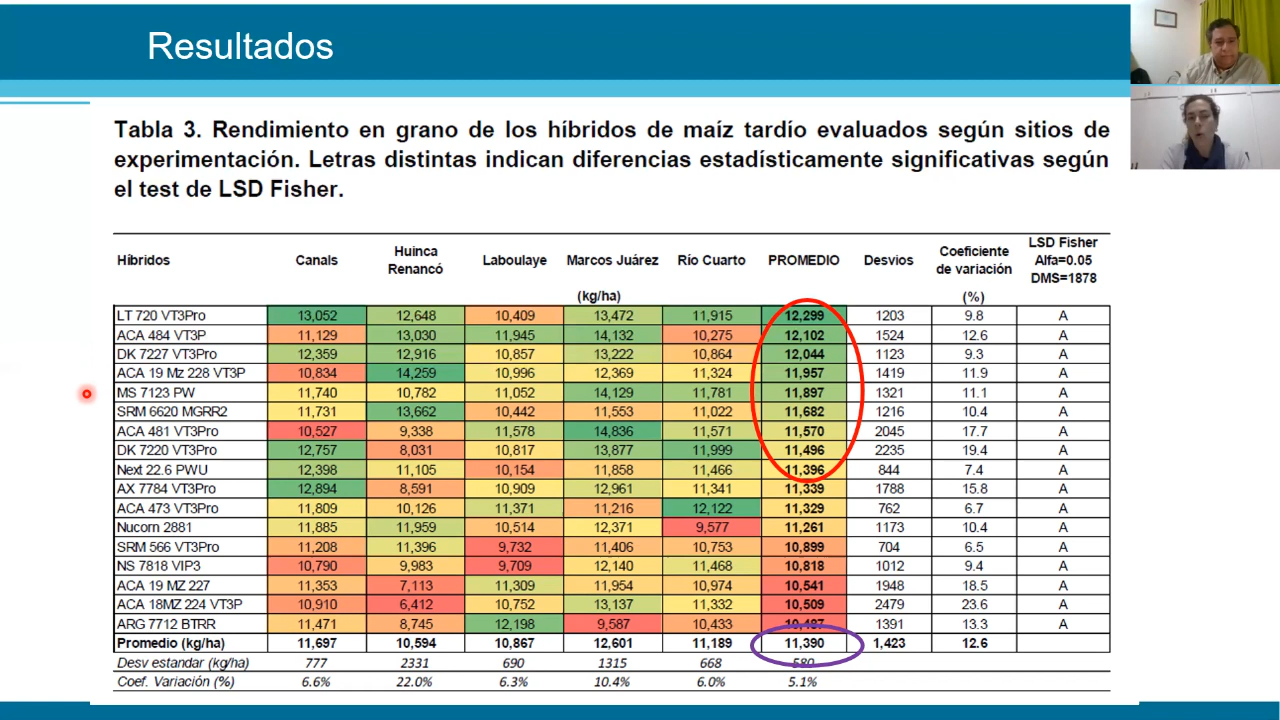 Resultados
Tabla 3. Rendimiento en grano de los híbridos de maíz tardío evaluados según sitios de
experimentación. Letras distintas indican diferencias estadísticamente significativas según
el test de LSD Fisher.
Híbridos Canals Huinca Renancó Laboulaye Marcos Juárez Río Cuarto PROMEDIO Desvios Coeficiente de variación LSD Fisher Alfa=0.05 DMS=1878
(kg/ha) (%)
LT 720 VT3Pro 13,052 12,648 10,409 13,472 11,915 12,299 1203 9.8 A
ACA 484 VT3P 11,129 13,030 11,945 14,132 10,275 12,102 1524 12.6 A
DK 7227 VT3Pro 12,359 12,916 10,857 13,222 10,864 12,044 1123 9.3 A
ACA 19 Mz 228 VT3P 10,834 14,259 10,996 12,369 11,324 11,957 1419 11.9 A
MS 7123 PW 11,740 10,782 11,052 14,129 11,781 11,897 1321 11.1 A
SRM 6620 MGRR2 11,731 13,662 10,442 11,553 11,022 11,682 1216 10.4 A
ACA 481 VT3Pro 10,527 9,338 11,578 14,836 11,571 11,570 2045 17.7 A
DK 7220 VT3Pro 12,757 8,031 10,817 13,877 11,999 11,496 2235 19.4 A
Next 22.6 PWU 12,398 11,105 10,154 11,858 11,466 11,396 844 7.4 A
AX 7784 VT3Pro 12,894 8,591 10,909 12,961 11,341 11,339 1788 15.8 A
ACA 473 VT3Pro 11,809 10,126 11,371 11,216 12,122 11,329 762 6.7 A
Nucorn 2881 11,885 11,959 10,514 12,371 9,577 11,261 1173 10.4 A
SRM 566 VT3Pro 11,208 11,396 9,732 11,406 10,753 10,899 704 6.5 A
NS 7818 VIP3 10,790 9,983 9,709 12,140 11,468 10,818 1012 9.4 A
ACA 19 MZ 227 11,353 7,113 11,309 11,954 10,974 10,541 1948 18.5 A
ACA 18MZ 224 VT3P 10,910 6,412 10,752 13,137 11,332 10,509 2479 23.6 A
ARG 7712 BTRR 11,471 8,745 12,198 9,587 10,433 10,487 1391 13.3 A
Promedio (kg/ha) 11,697 10,594 10,867 12,601 11,189 11,390 1,423 12.6
Desv estandar (kg/ha) 777 2331 690 1315 668 580
Coef. Variación (%) 6.6% 22.0% 6.3% 10.4% 6.0% 5.1%